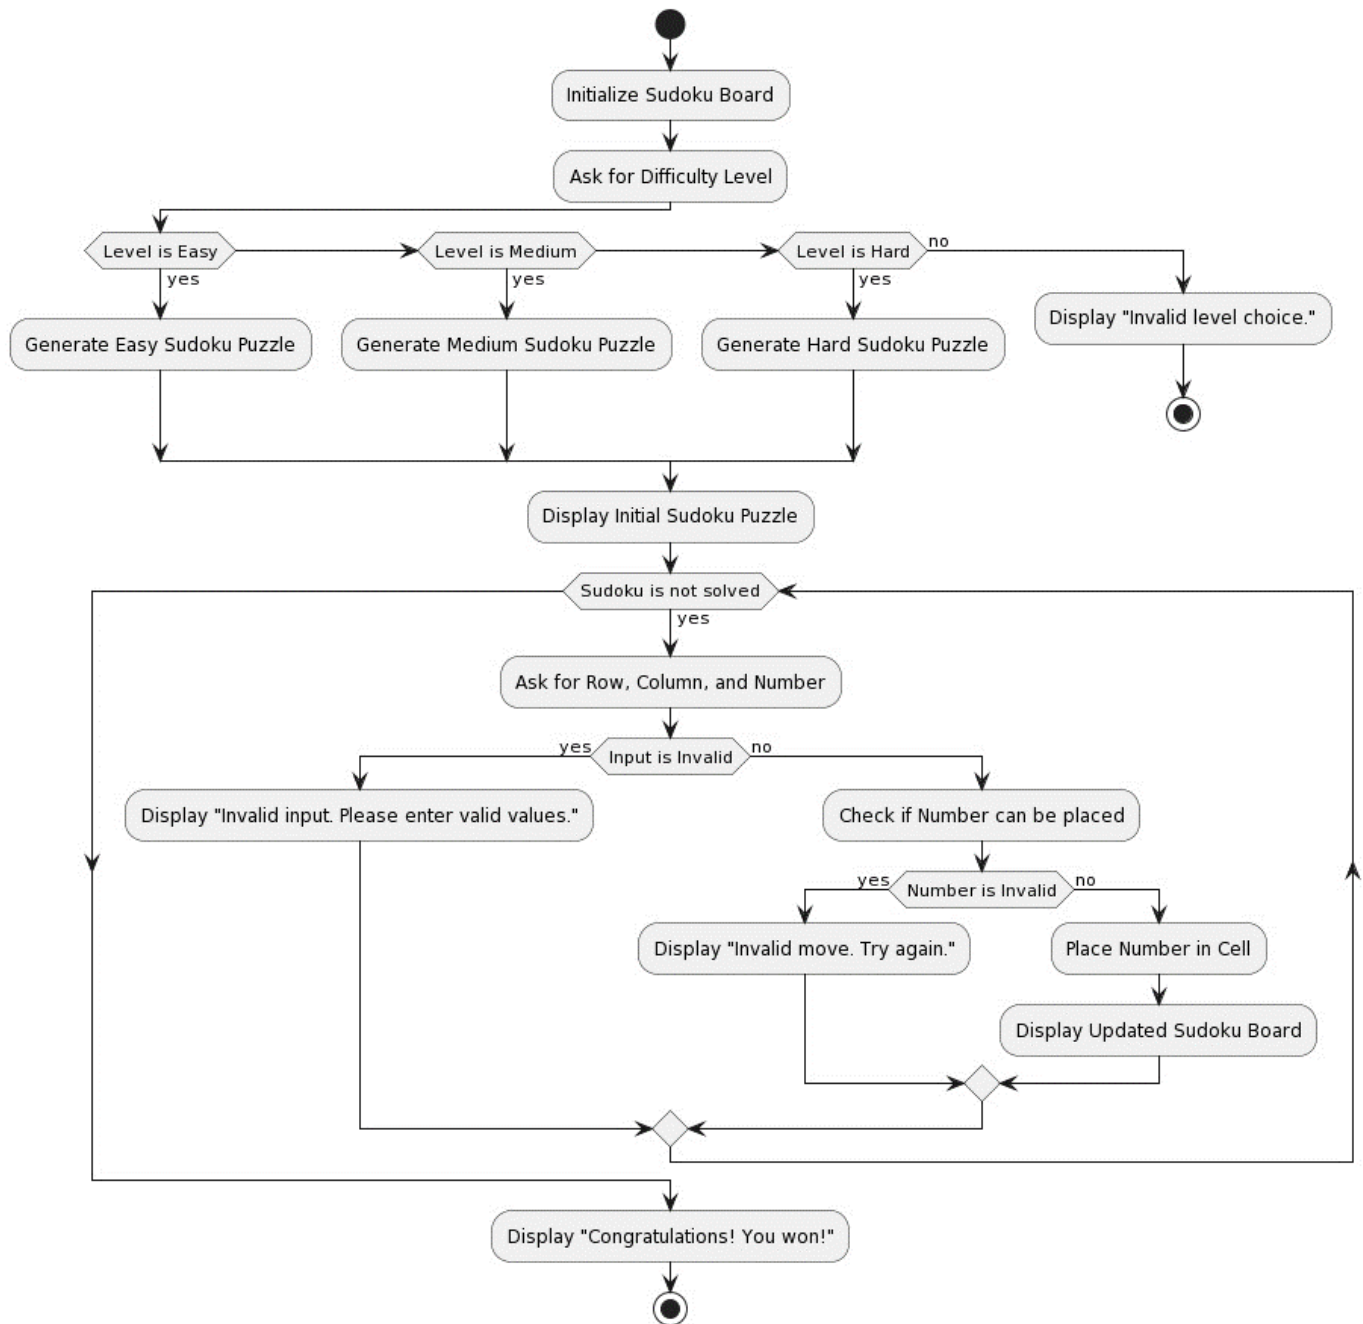 Initialize Sudoku Board
Ask for Difficulty Level
Level is Easy
Level is Medium
Level is Hard
no
yes
yes
yes
Generate Easy Sudoku Puzzle
Generate Medium Sudoku Puzzle
Generate Hard Sudoku Puzzle
Display "Invalid level choice."
Display Initial Sudoku Puzzle
Sudoku is not solved
yes
Ask for Row, Column, and Number
yes
Input is Invalid
no
Display "Invalid input. Please enter valid values."
Check if Number can be placed
yes
Number is Invalid
no
Display "Invalid move. Try again."
Place Number in Cell
Display Updated Sudoku Board
Display "Congratulations! You won!"